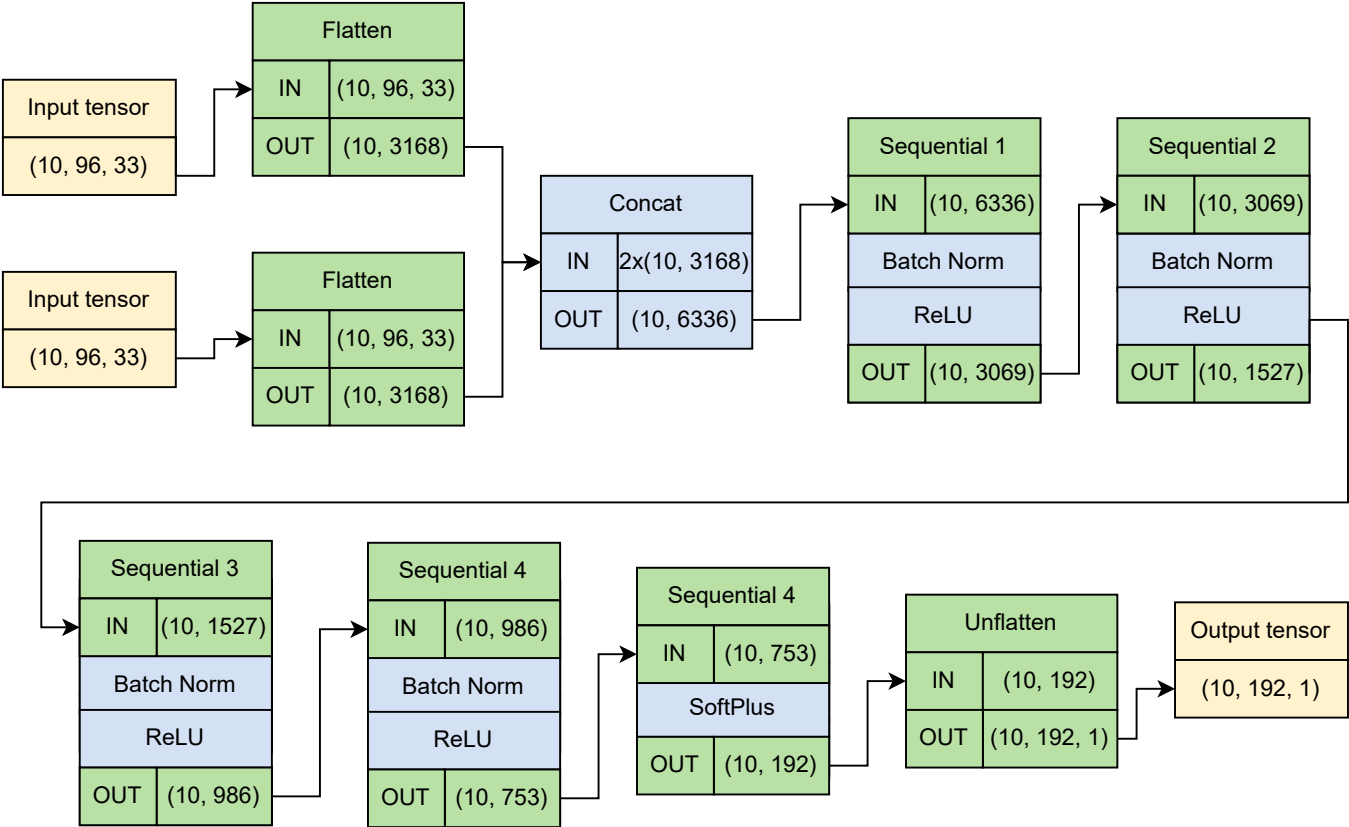 Input tensor
(10, 96, 33)
Flatten
IN (10, 96, 33)
OUT (10, 3168)
Input tensor
(10, 96, 33)
Flatten
IN (10, 96, 33)
OUT (10, 3168)
Concat
IN 2x(10, 3168)
OUT (10, 6336)
Sequential 1
IN (10, 6336)
Batch Norm
ReLU
OUT (10, 3069)
Sequential 2
IN (10, 3069)
Batch Norm
ReLU
OUT (10, 1527)
Sequential 3
IN (10, 1527)
Batch Norm
ReLU
OUT (10, 986)
Sequential 4
IN (10, 986)
Batch Norm
ReLU
OUT (10, 753)
Sequential 4
IN (10, 753)
SoftPlus
OUT (10, 192)
Unflatten
IN (10, 192)
OUT (10, 192, 1)
Output tensor
(10, 192, 1)